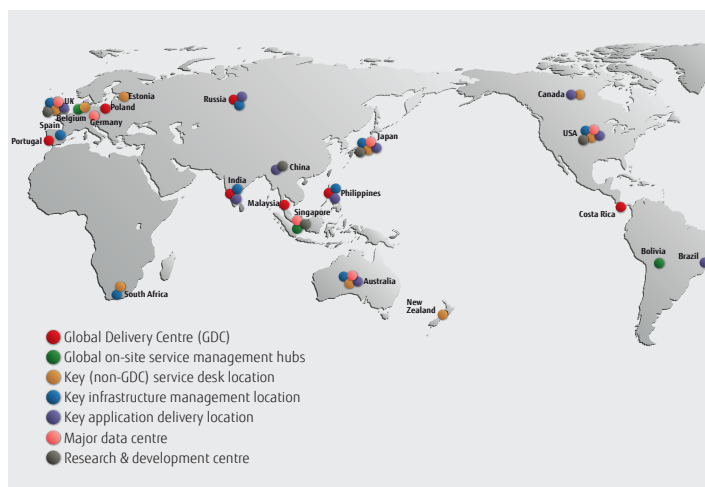 Estonia
UK
Poland
Belgium
Germany
Spain
Portugal
Russia
Japan
China
India
Malaysia
Philippines
Singapore
South Africa
Australia
New
Zealand
Canada
USA
Costa Rica
Bolivia
Brazil
Global Delivery Centre (GDC)
Global on-site service management hubs
Key (non-GDC) service desk location
Key infrastructure management location
Key application delivery location
Major data centre
Research & development centre